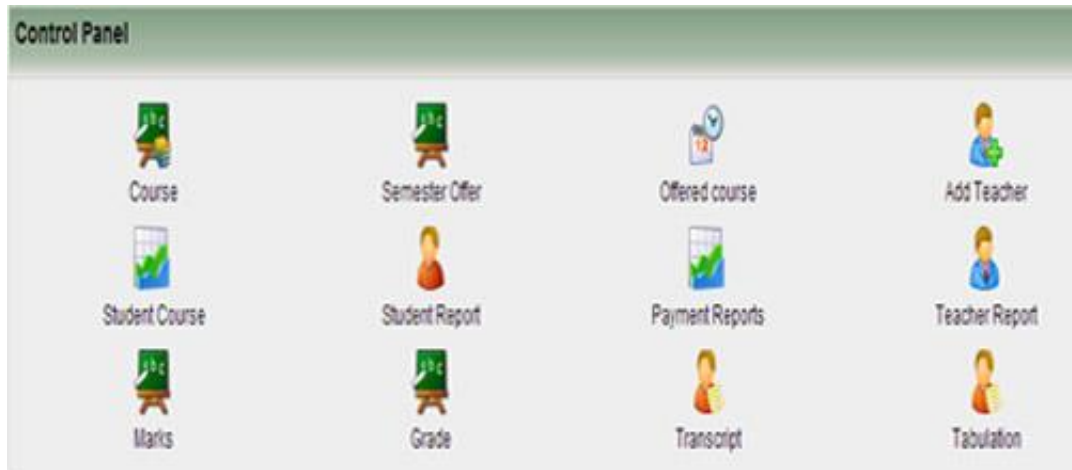 Control Panel
Course Semester Offer Offered course Add Teacher
Student Course Student Report Payment Reports Teacher Report
Marks Grade Transcript Tabulation